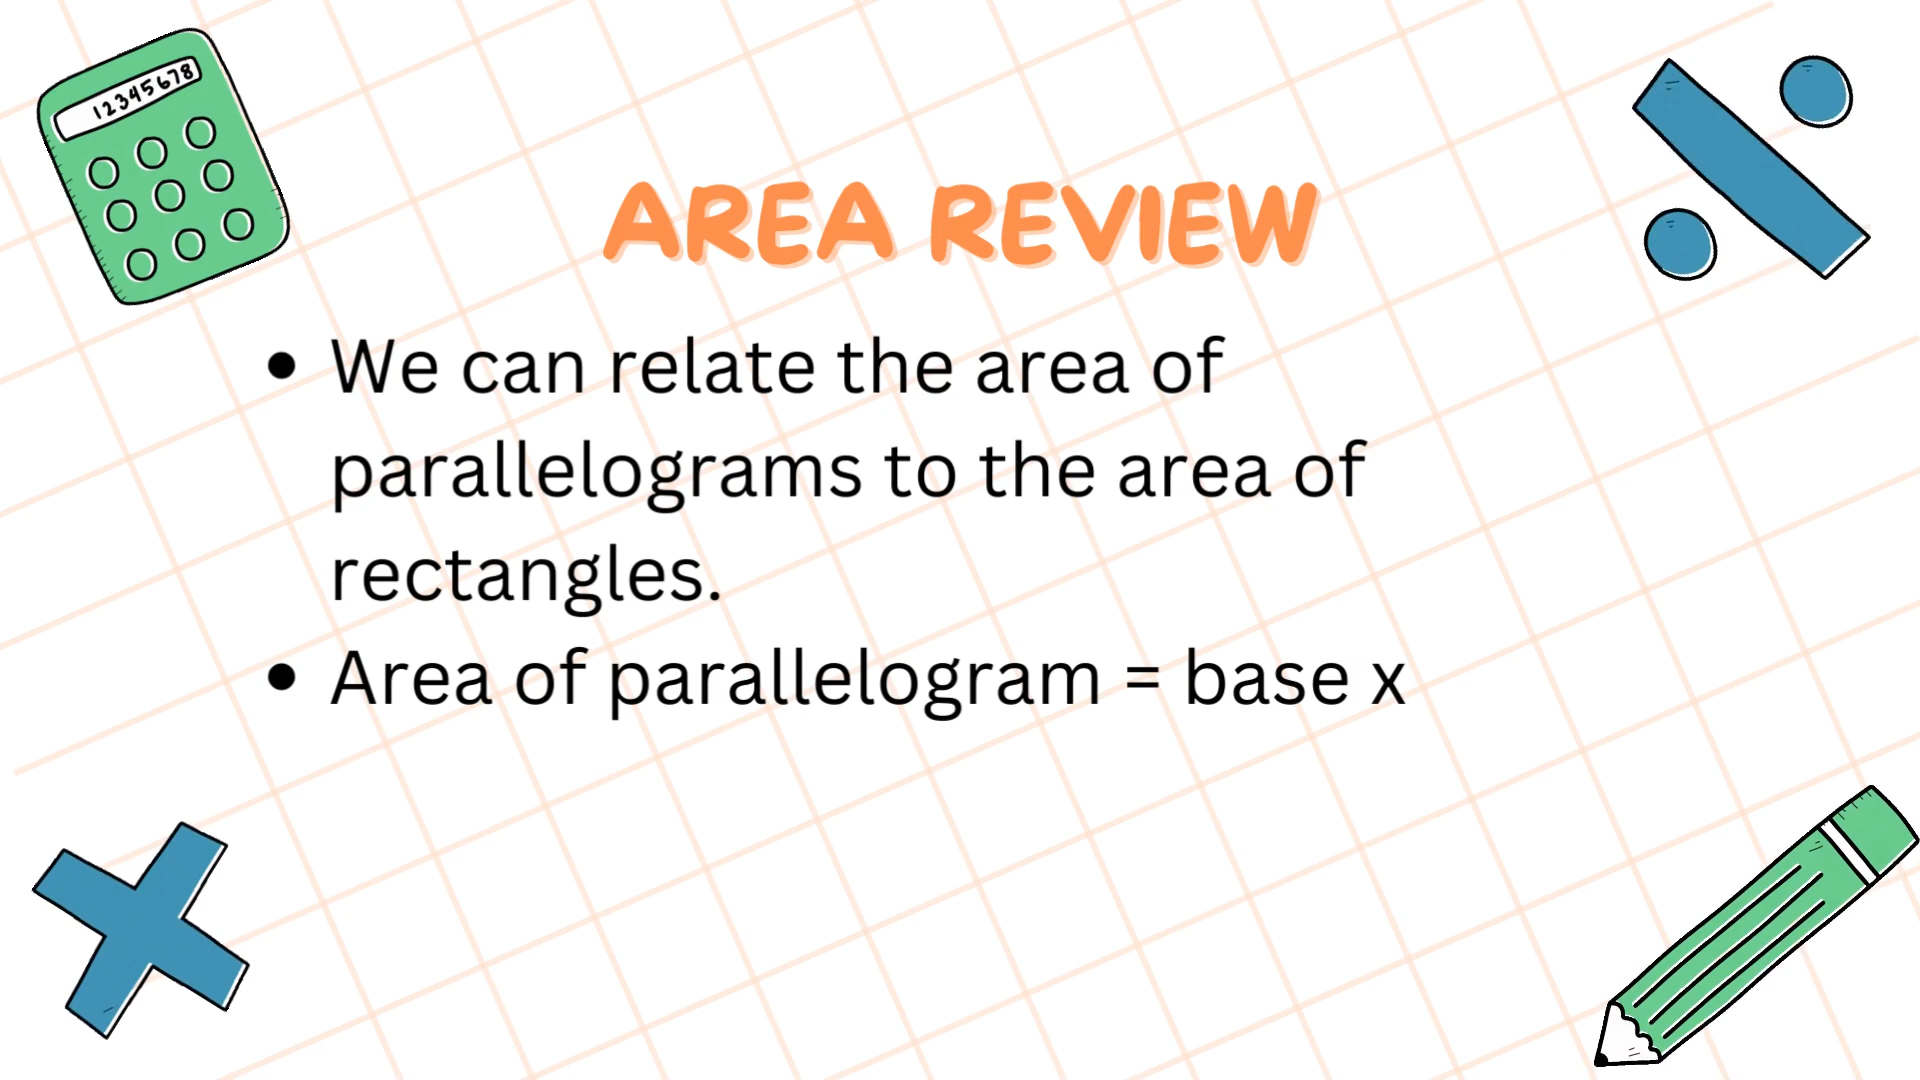 12345678
AREA REVIEW
• We can relate the area of
parallelograms to the area of
rectangles.
• Area of parallelogram = base x